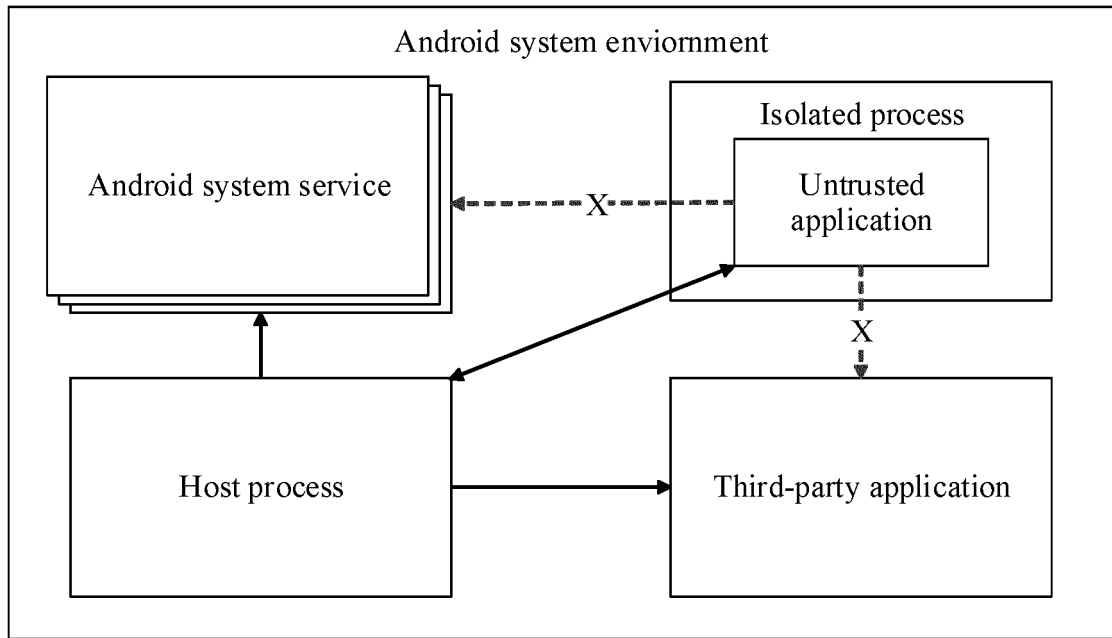 Android system enviornment
Android system service
Isolated process
Untrusted
application
X
X
Host process
Third-party application